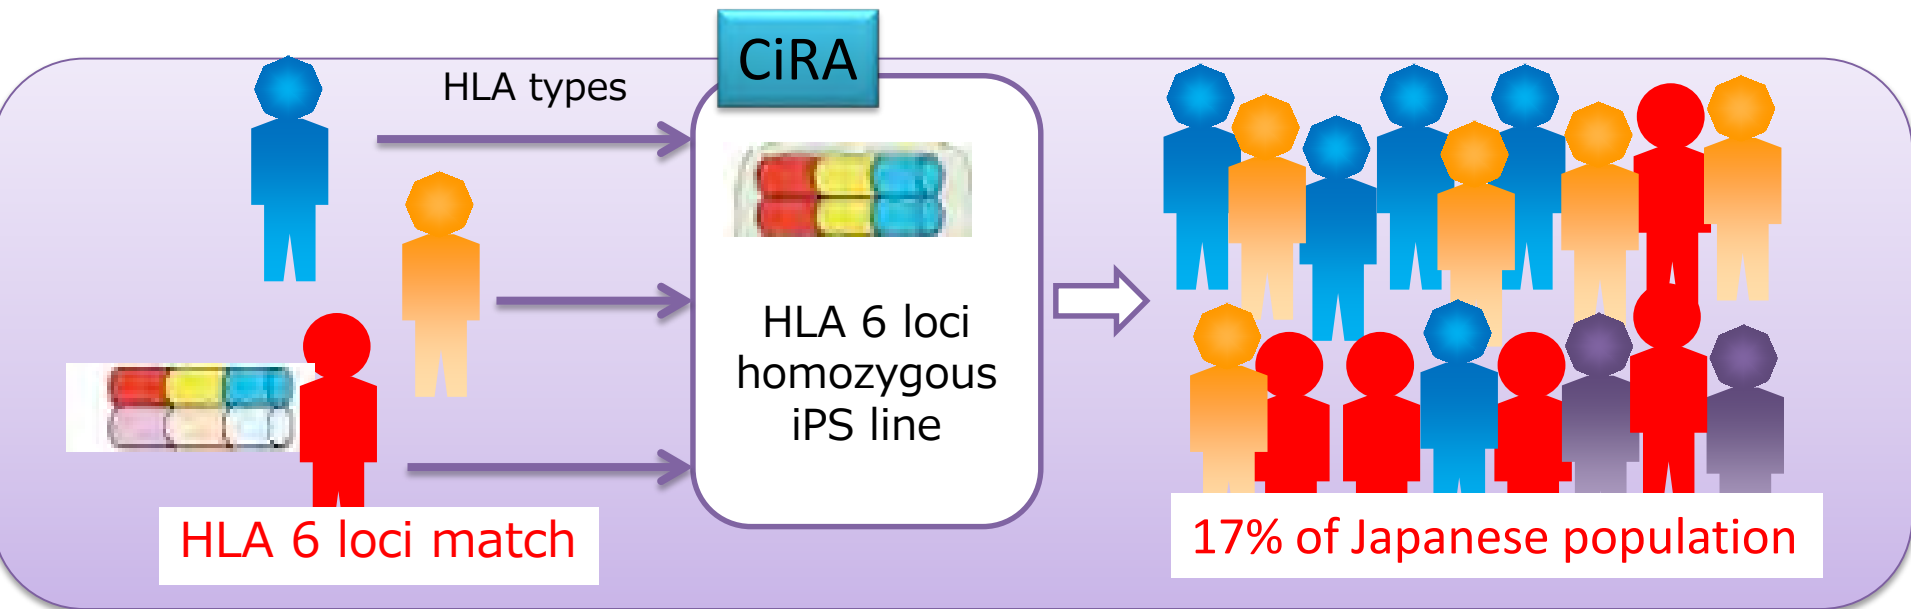 HLA types
CiRA
HLA 6 loci
homozygous
iPS line
HLA 6 loci match
17% of Japanese population